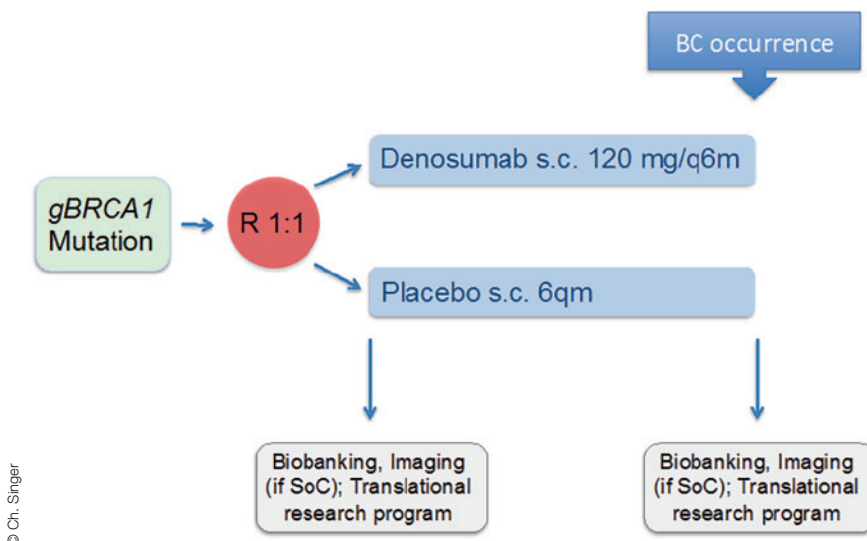 BC occurrence
Denosumab s.c. 120 mg/q6m
gBRCA1
Mutation
R 1:1
Placebo s.c. 6qm
Biobanking, Imaging
(if SoC); Translational
research program
Biobanking, Imaging
(if SoC); Translational
research program
© Ch. Singer